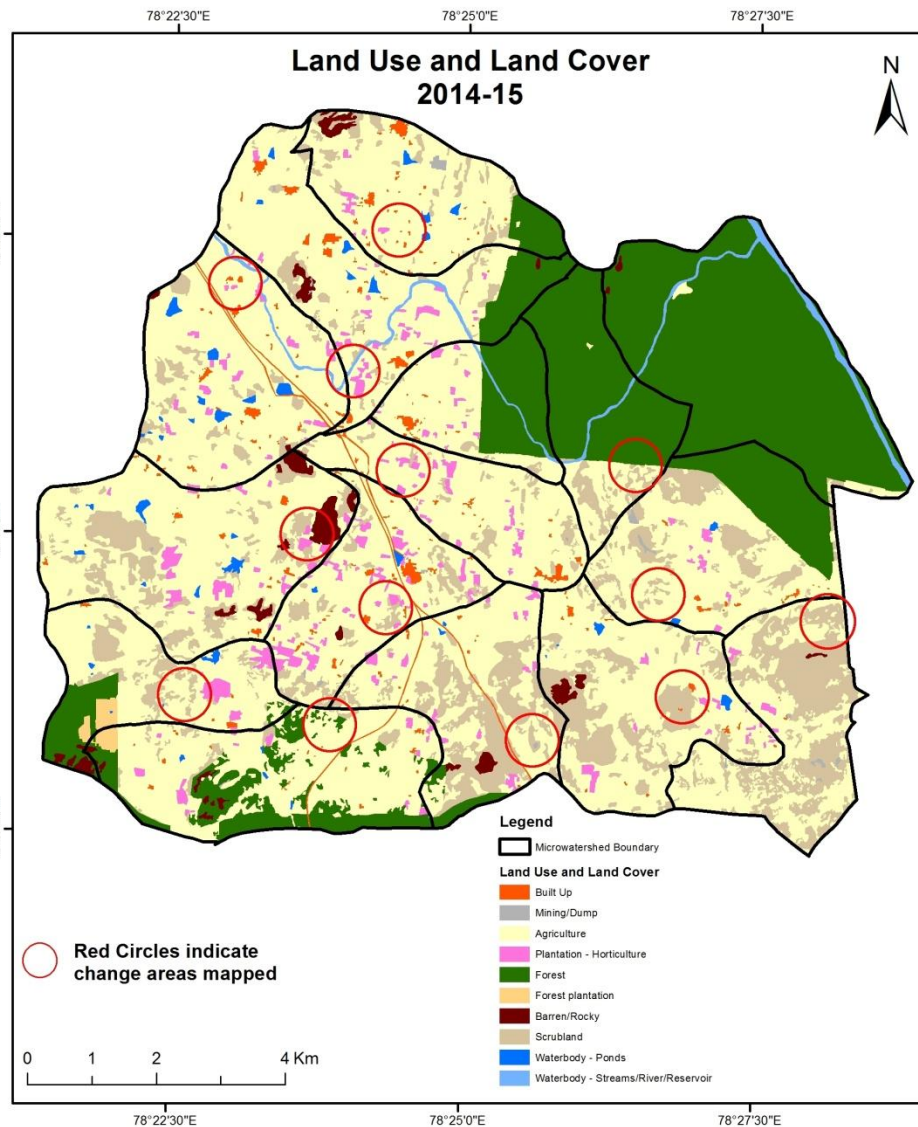 78°22'30"E 78°25'0"E 78°27'30"E
Land Use and Land Cover
2014-15
N
Legend
Microwatershed Boundary
Land Use and Land Cover
Built Up
Mining/Dump
Agriculture
Plantation - Horticulture
Forest
Forest plantation
Barren/Rocky
Scrubland
Waterbody - Ponds
Waterbody - Streams/River/Reservoir
Red Circles indicate
change areas mapped
0 1 2 4 Km
78°22'30"E 78°25'0"E 78°27'30"E